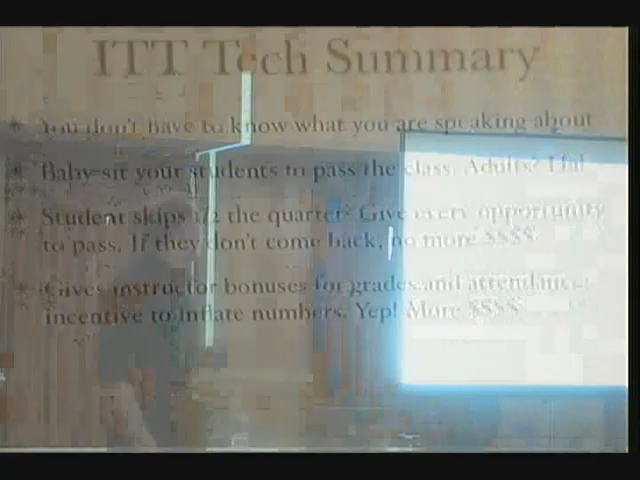 ITT Tech Summary
You don't have to know what you are speaking about
Baby-sit your students to pass the class. Adults?
Student skips 1/2 the quarter? Give every opportunity
to pass. If they don't come back, no more $$$$
Gives instructor bonuses for grades and attendance:
incentive to inflate numbers. Yep! More $$$$